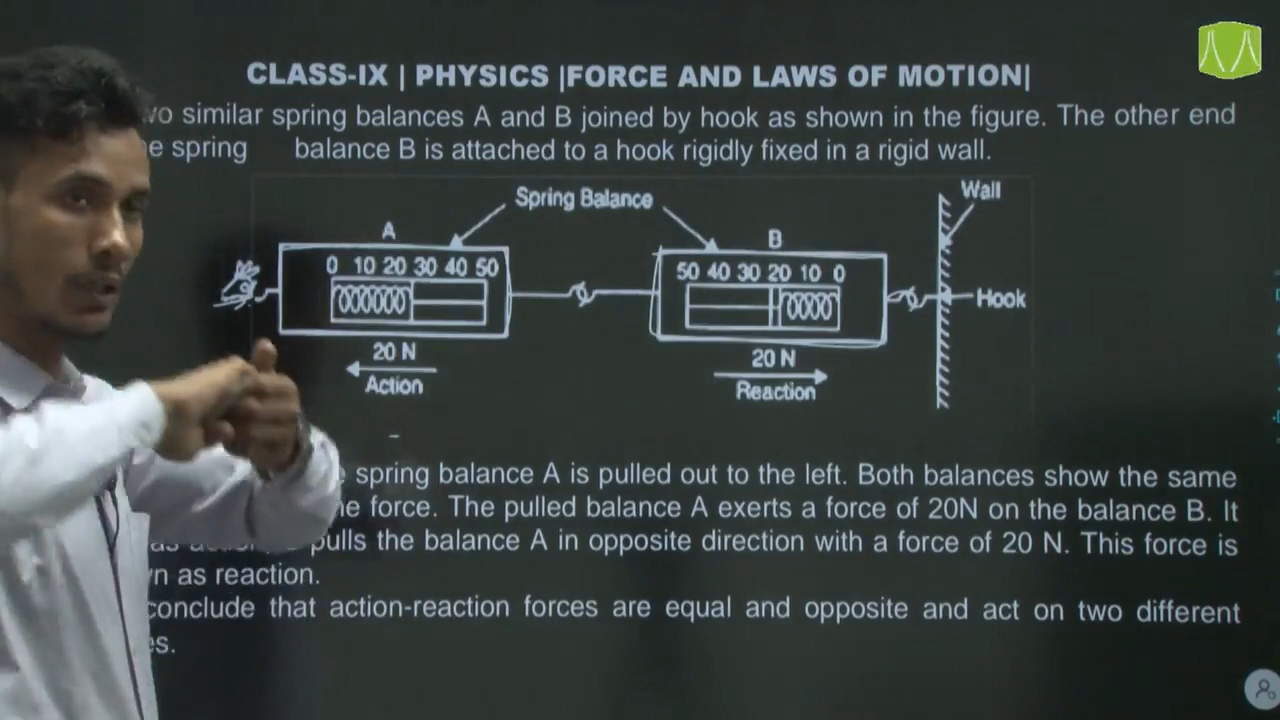 CLASS-IX | PHYSICS |FORCE AND LAWS OF MOTION|
similar spring balances A and B joined by hook as shown in the figure. The other end
spring balance B is attached to a hook rigidly fixed in a rigid wall.
Wall
Spring Balance
A
B
0 10 20 30 40 50
50 40 30 20 10 0
Hook
20 N
Action
20 N
Reaction
spring balance A is pulled out to the left. Both balances show the same
force. The pulled balance A exerts a force of 20N on the balance B. It
pulls the balance A in opposite direction with a force of 20 N. This force is
as reaction.
conclude that action-reaction forces are equal and opposite and act on two different